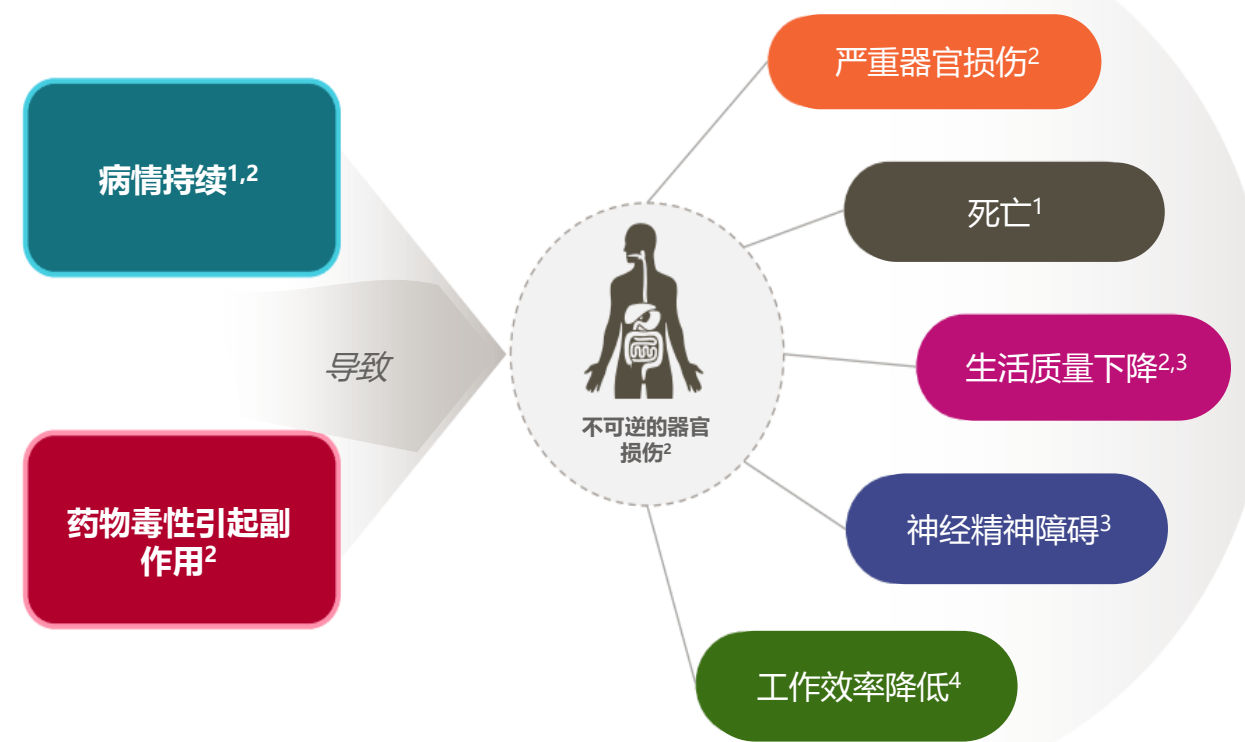 病情持续1,2
导致
药物毒性引起副
作用2
不可逆的器官
损伤2
严重器官损伤2
死亡1
生活质量下降2,3
神经精神障碍3
工作效率降低4